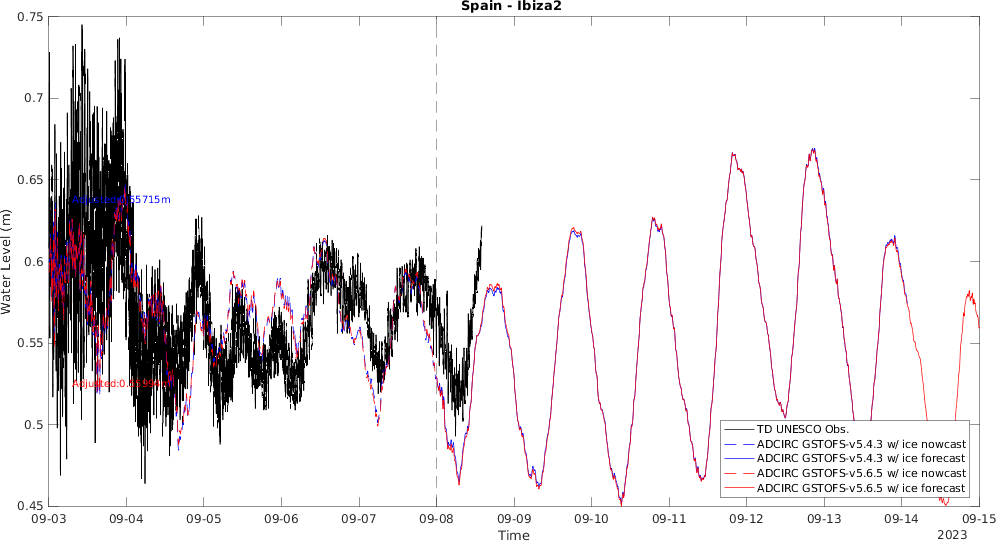 Spain - Ibiza2
0.75
0.7
0.65
0.6
0.55
0.5
0.45
Water Level (m)
09-03
09-04
09-05
09-06
09-07
09-08
09-09
09-10
09-11
09-12
09-13
09-14
09-15
Time
2023
TD UNESCO Obs.
ADCIRC GSTOFS-v5.4.3 w/ ice nowcast
ADCIRC GSTOFS-v5.4.3 w/ ice forecast
ADCIRC GSTOFS-v5.6.5 w/ ice nowcast
ADCIRC GSTOFS-v5.6.5 w/ ice forecast